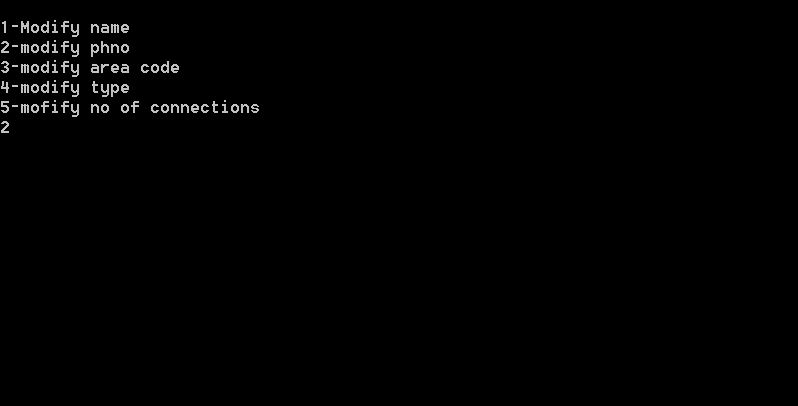 1-Modify name
2-modify phno
3-modify area code
4-modify type
5-mofify no of connections
2